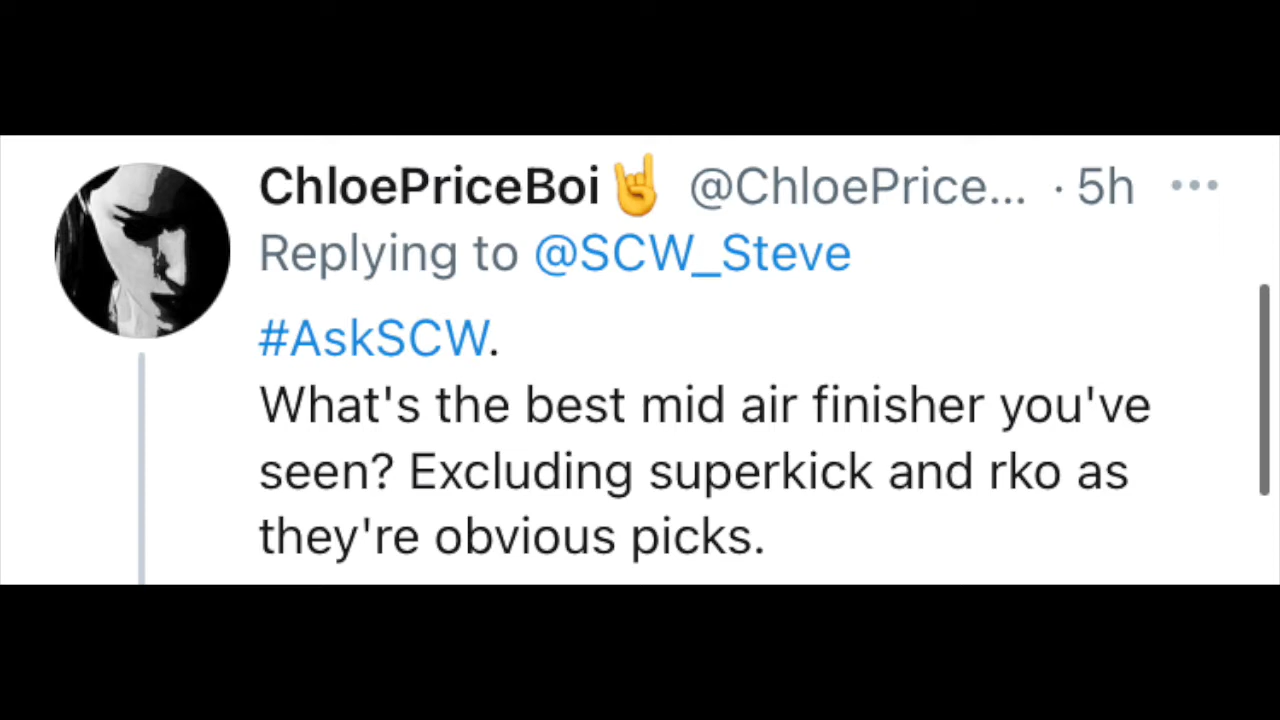 ChloePriceBoi🤘 @ChloePrice... · 5h
Replying to @SCW_Steve
#AskSCW.
What's the best mid air finisher you've
seen? Excluding superkick and rko as
they're obvious picks.